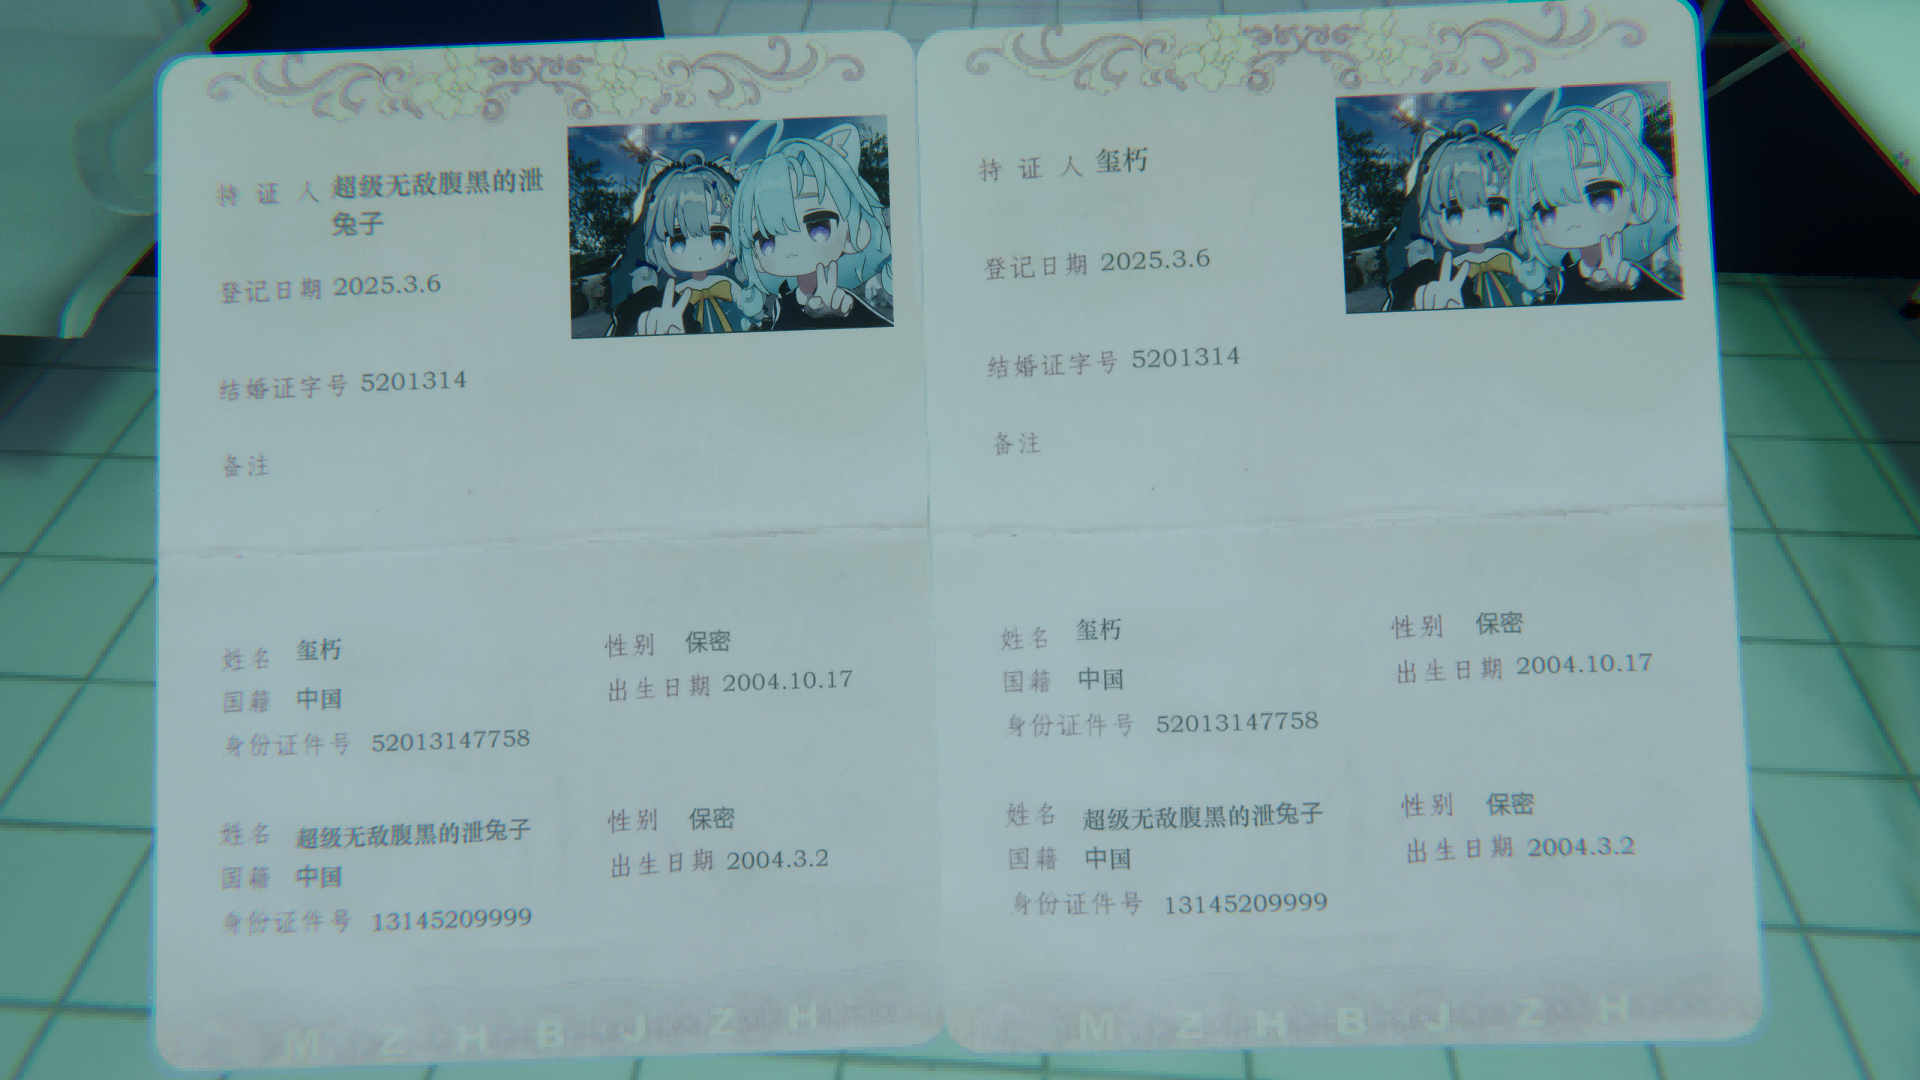 持证人 超级无敌腹黑的泄
兔子
登记日期 2025.3.6
结婚证字号 5201314
备注
姓名 玺朽 性别 保密
国籍 中国 出生日期 2004.10.17
身份证件号 52013147758
姓名 超级无敌腹黑的泄兔子 性别 保密
国籍 中国 出生日期 2004.3.2
身份证件号 13145209999
M Z H B J Z H
持证人 玺朽
登记日期 2025.3.6
结婚证字号 5201314
备注
姓名 玺朽 性别 保密
国籍 中国 出生日期 2004.10.17
身份证件号 52013147758
姓名 超级无敌腹黑的泄兔子 性别 保密
国籍 中国 出生日期 2004.3.2
身份证件号 13145209999
M Z H B J Z H